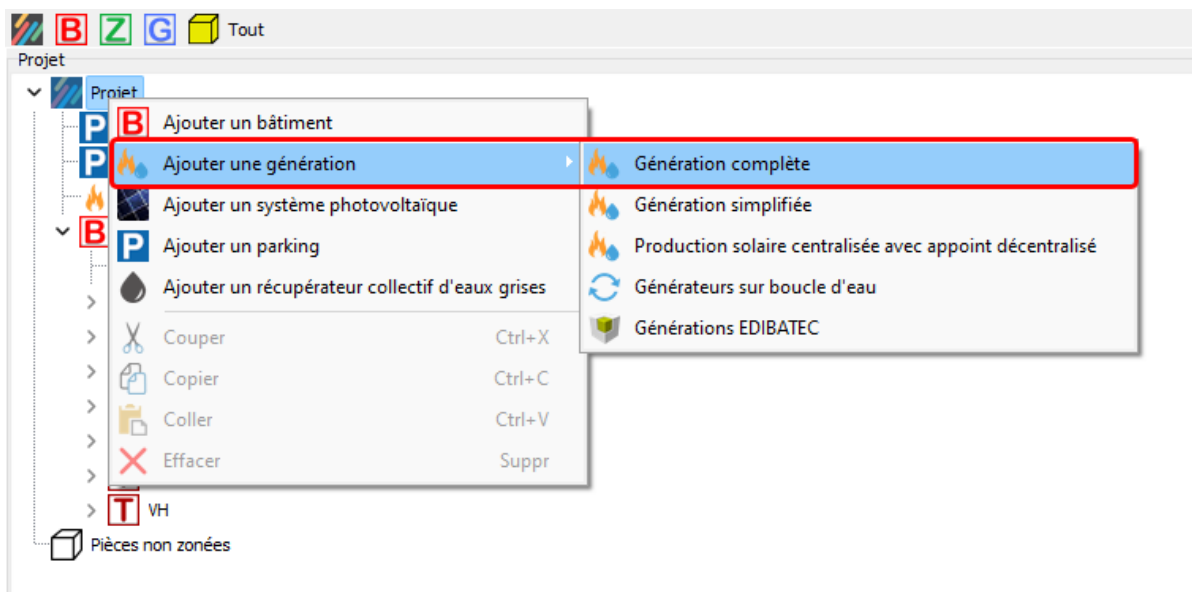 B Z G Tout
Projet
Projet
P B Ajouter un bâtiment
P Ajouter une génération Génération complète
Ajouter un système photovoltaïque Génération simplifiée
B P Ajouter un parking Production solaire centralisée avec appoint décentralisé
Ajouter un récupérateur collectif d'eaux grises Générateurs sur boucle d'eau
Générations EDIBATEC
Couper Ctrl+X
Copier Ctrl+C
Coller Ctrl+V
Effacer Suppr
T VH
Pièces non zonées